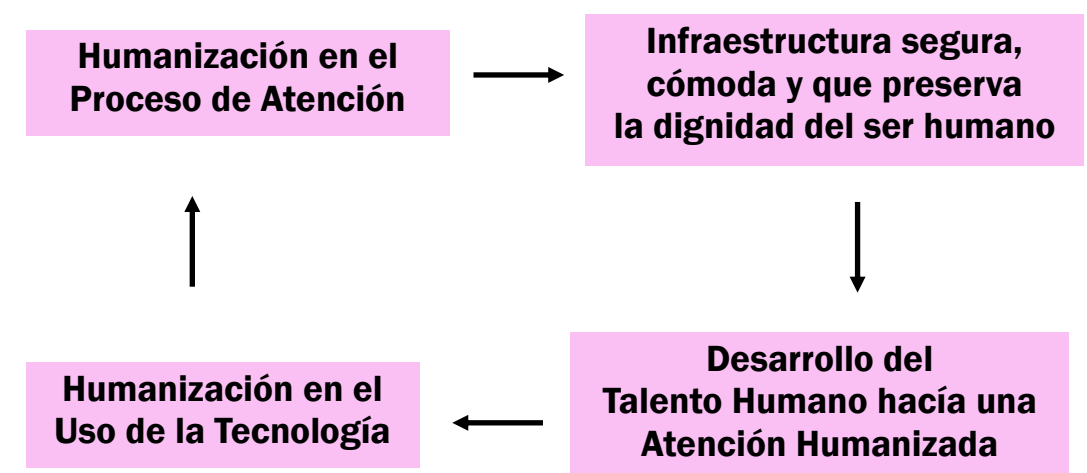 Humanización en el
Proceso de Atención
Infraestructura segura,
cómoda y que preserva
la dignidad del ser humano
Desarrollo del
Talento Humano hacía una
Atención Humanizada
Humanización en el
Uso de la Tecnología